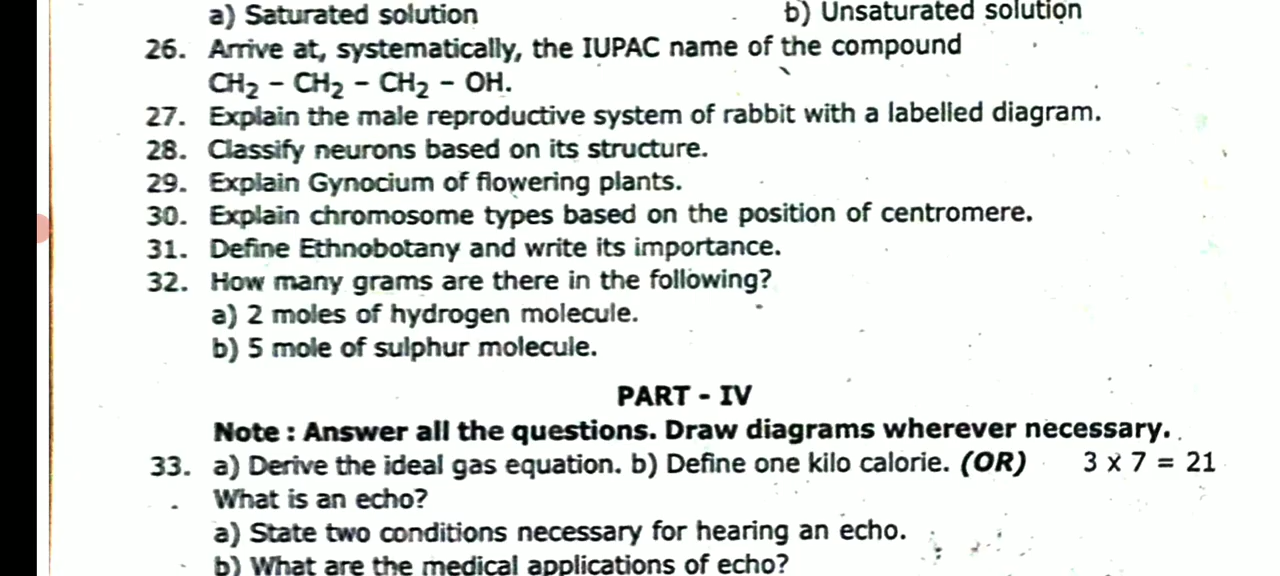 a) Saturated solution b) Unsaturated solution
26. Arrive at, systematically, the IUPAC name of the compound
CH₂ – CH₂ – CH₂ – OH.
27. Explain the male reproductive system of rabbit with a labelled diagram.
28. Classify neurons based on its structure.
29. Explain Gynocium of flowering plants.
30. Explain chromosome types based on the position of centromere.
31. Define Ethnobotany and write its importance.
32. How many grams are there in the following?
a) 2 moles of hydrogen molecule.
b) 5 mole of sulphur molecule.
PART - IV
Note : Answer all the questions. Draw diagrams wherever necessary.
33. a) Derive the ideal gas equation. b) Define one kilo calorie. (OR) 3 x 7 = 21
What is an echo?
a) State two conditions necessary for hearing an echo.
b) What are the medical applications of echo?